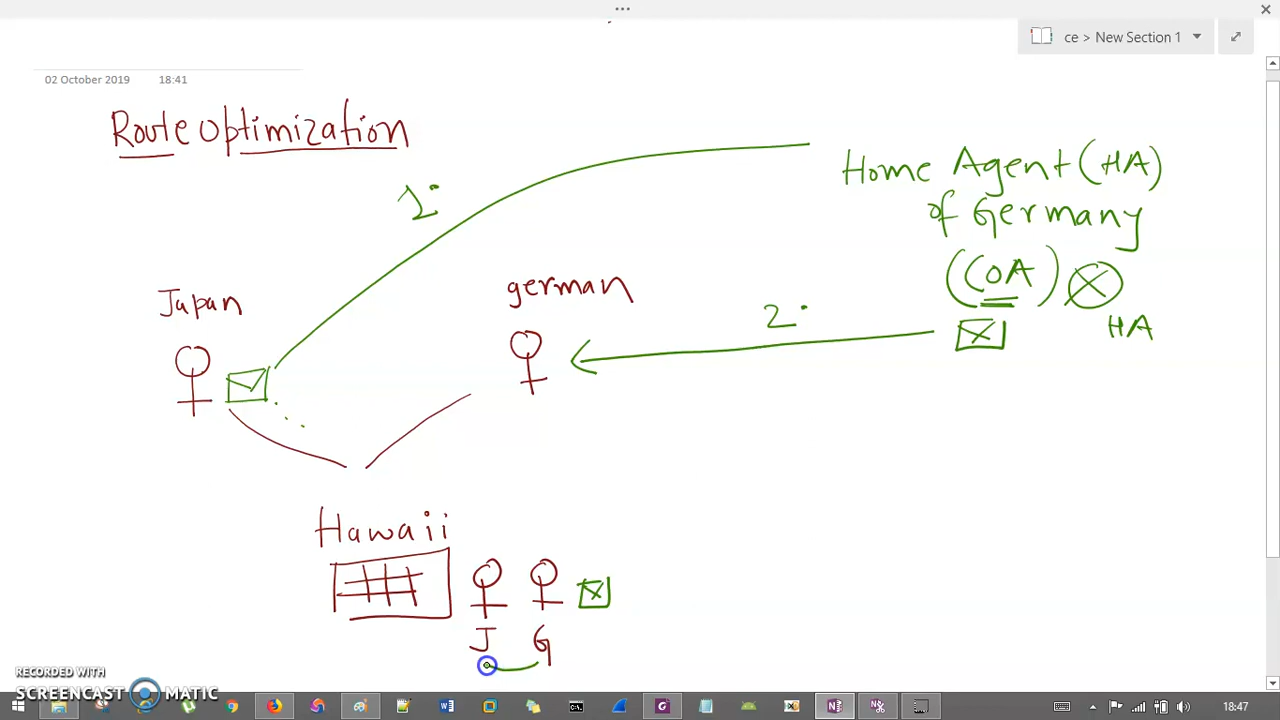 ce > New Section 1
02 October 2019 18:41
Route Optimization
Home Agent (HA)
of Germany
(COA)
HA
1.
2.
Japan
german
Hawaii
J G
RECORDED WITH
SCREENCAST MATIC
18:47